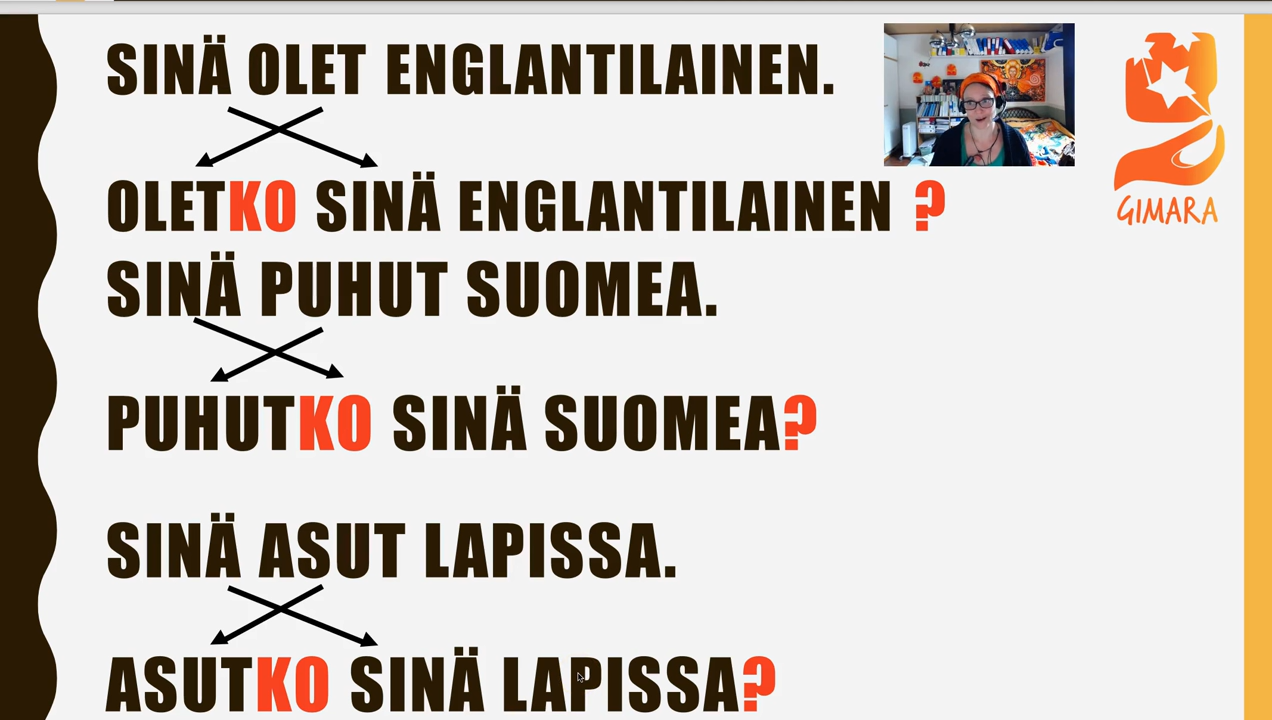 SINÄ OLET ENGLANTILAINEN.
OLETKO SINÄ ENGLANTILAINEN ?
SINÄ PUHUT SUOMEA.
PUHUTKO SINÄ SUOMEA?
SINÄ ASUT LAPISSA.
ASUTKO SINÄ LAPISSA?
GIMARA